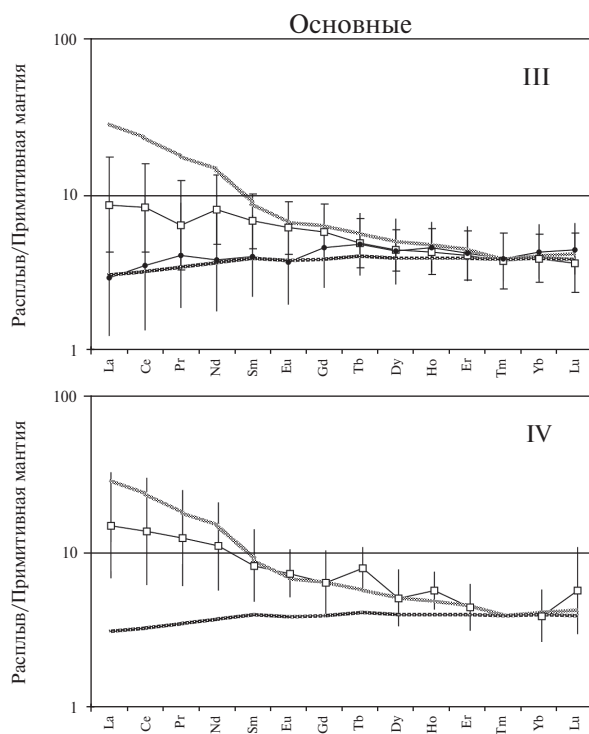 Основные
III
Расплыв/Примитивная мантия
100
10
1
La Ce Pr Nd Sm Eu Gd Tb Dy Ho Er Tm Yb Lu
IV
Расплыв/Примитивная мантия
100
10
1
La Ce Pr Nd Sm Eu Gd Tb Dy Ho Er Tm Yb Lu